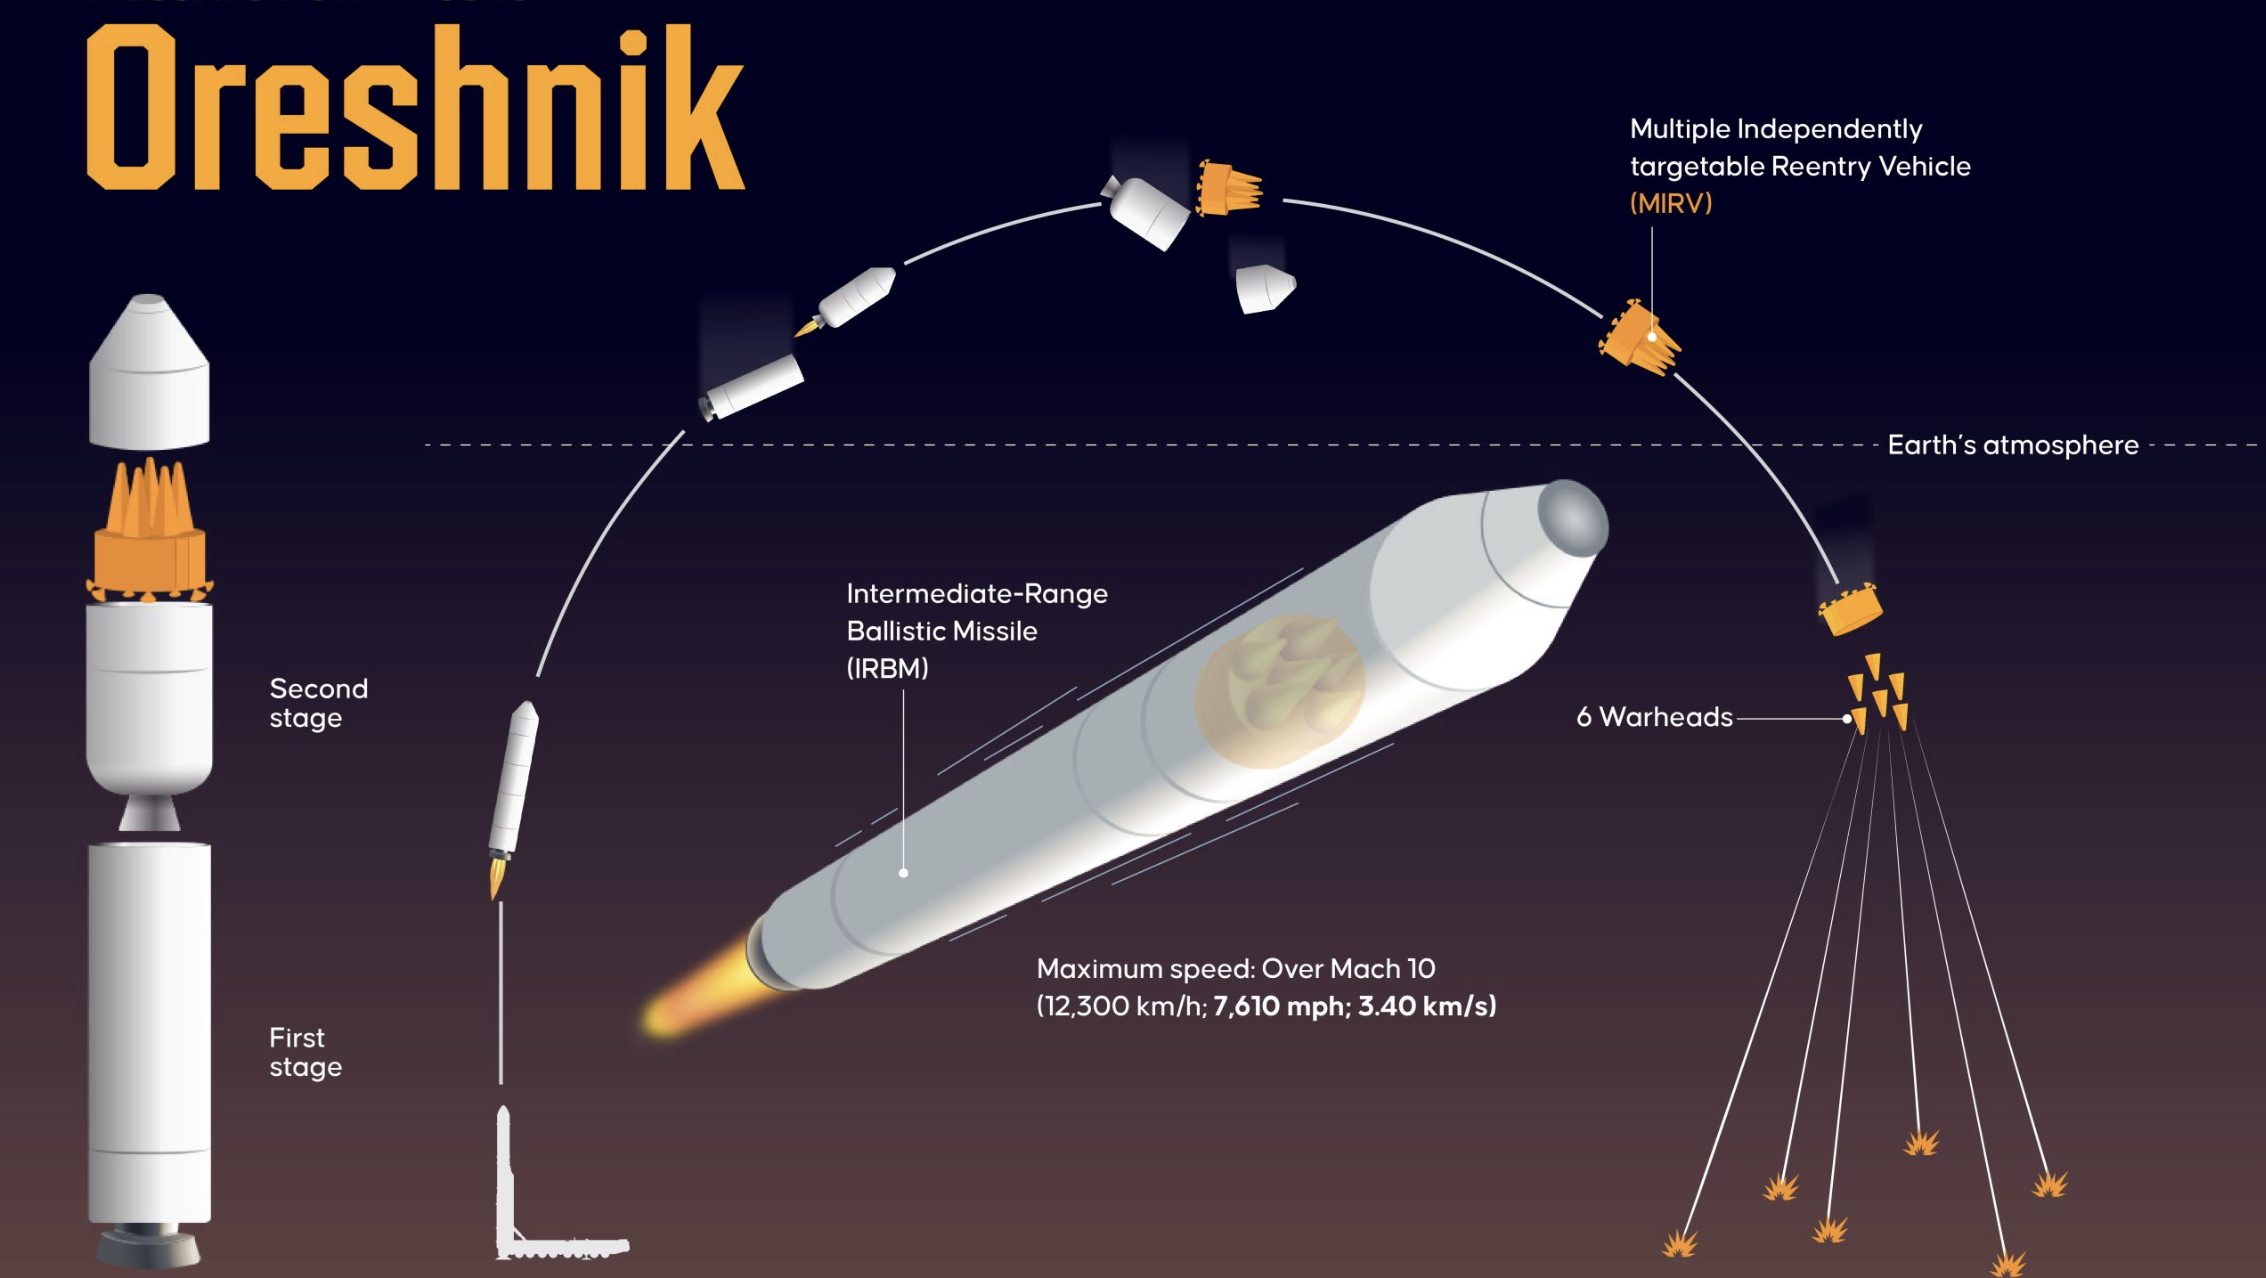 Oreshnik
Multiple Independently
targetable Reentry Vehicle
(MIRV)
Earth's atmosphere
Intermediate-Range
Ballistic Missile
(IRBM)
Second
stage
6 Warheads
Maximum speed: Over Mach 10
(12,300 km/h; 7,610 mph; 3.40 km/s)
First
stage